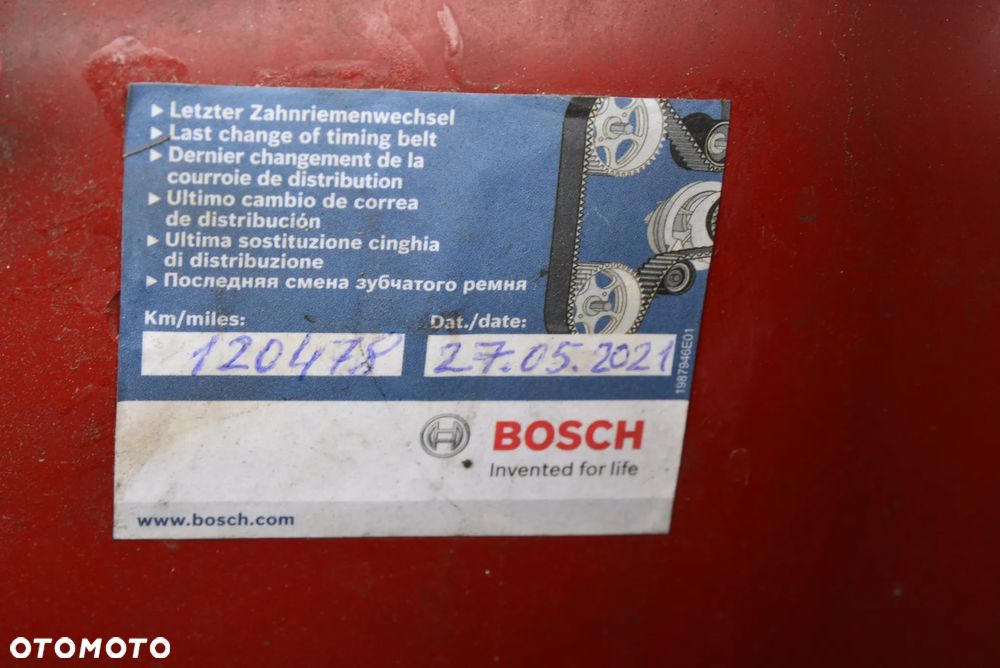 ▸ Letzter Zahnriemenwechsel
▸ Last change of timing belt
▸ Dernier changement de la
courroie de distribution
▸ Ultimo cambio de correa
de distribución
▸ Ultima sostituzione cinghia
di distribuzione
▸ Последняя смена зубчатого ремня
Km/miles: Dat./date:
120478 27.05.2021
1987946E01
BOSCH
Invented for life
www.bosch.com
OTOMOTO